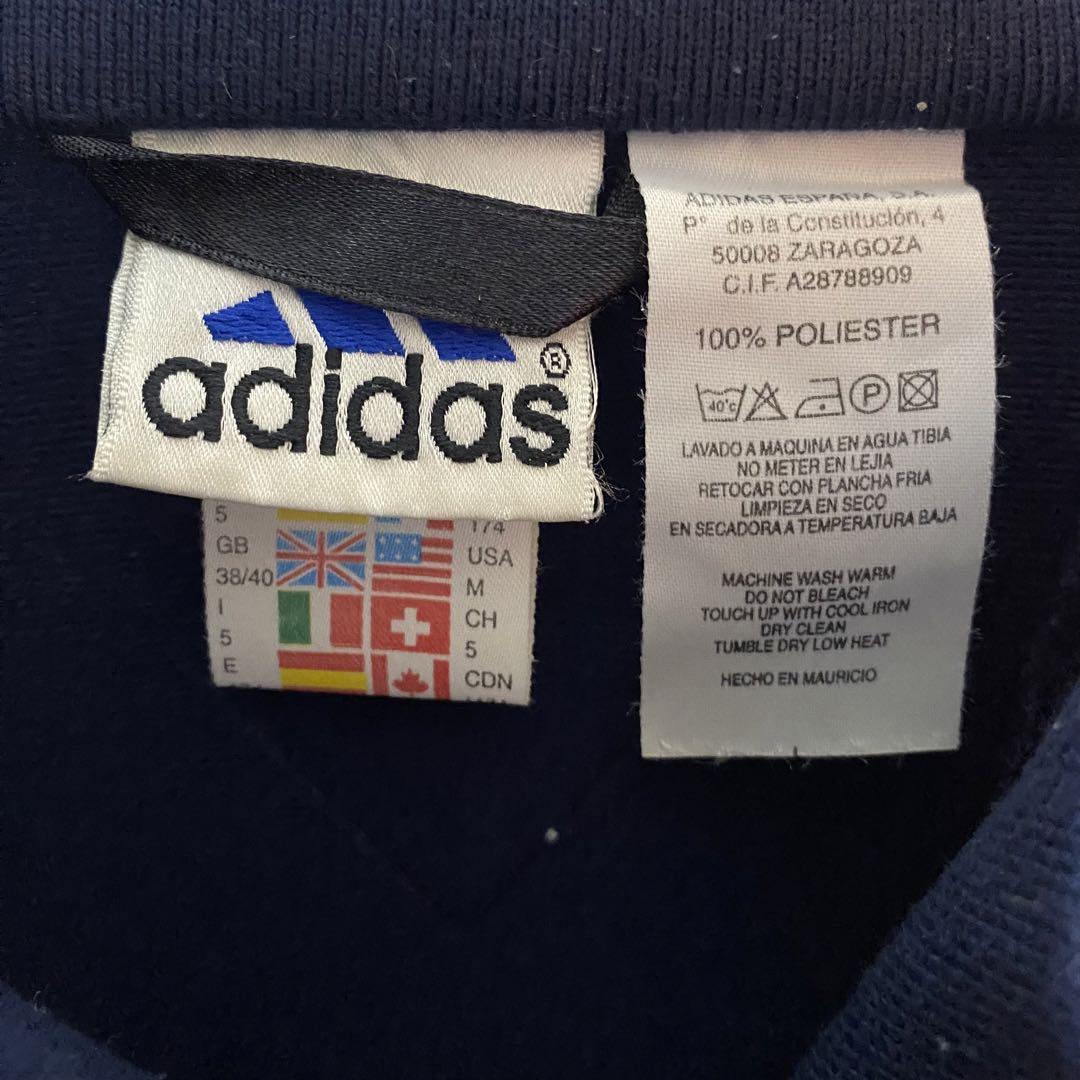 adidas®
5
GB
38/40
I
5
E
174
USA
M
CH
5
CDN
ADIDAS ESPAÑA, S.A.
Pº de la Constitución, 4
50008 ZARAGOZA
C.I.F. A28788909
100% POLIESTER
40°c
P
LAVADO A MAQUINA EN AGUA TIBIA
NO METER EN LEJIA
RETOCAR CON PLANCHA FRIA
LIMPIEZA EN SECO
EN SECADORA A TEMPERATURA BAJA
MACHINE WASH WARM
DO NOT BLEACH
TOUCH UP WITH COOL IRON
DRY CLEAN
TUMBLE DRY LOW HEAT
HECHO EN MAURICIO